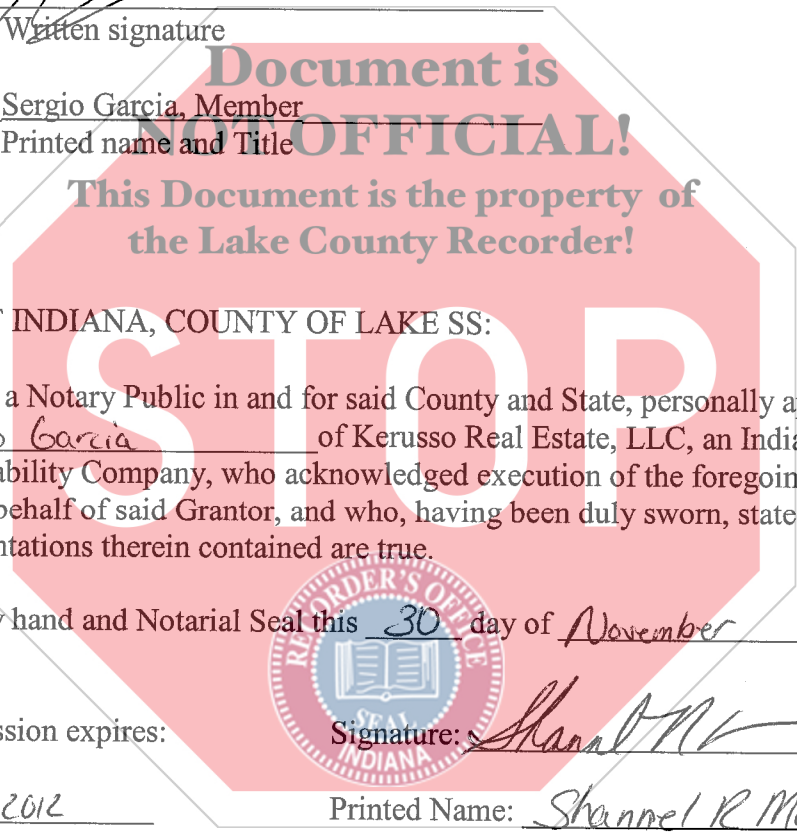 Written signature
Document is
Sergio Garcia, Member
NOT OFFICIAL!
Printed name and Title
This Document is the property of
the Lake County Recorder!
INDIANA, COUNTY OF LAKE SS:
STOP
a Notary Public in and for said County and State, personally a
Garcia of Kerusso Real Estate, LLC, an India
ability Company, who acknowledged execution of the foregoin
behalf of said Grantor, and who, having been duly sworn, state
ntations therein contained are true.
RECORDER'S OFFICE
hand and Notarial Seal this 30 day of November
SEAL
INDIANA
ssion expires: Signature:
2012 Printed Name: Shannel R